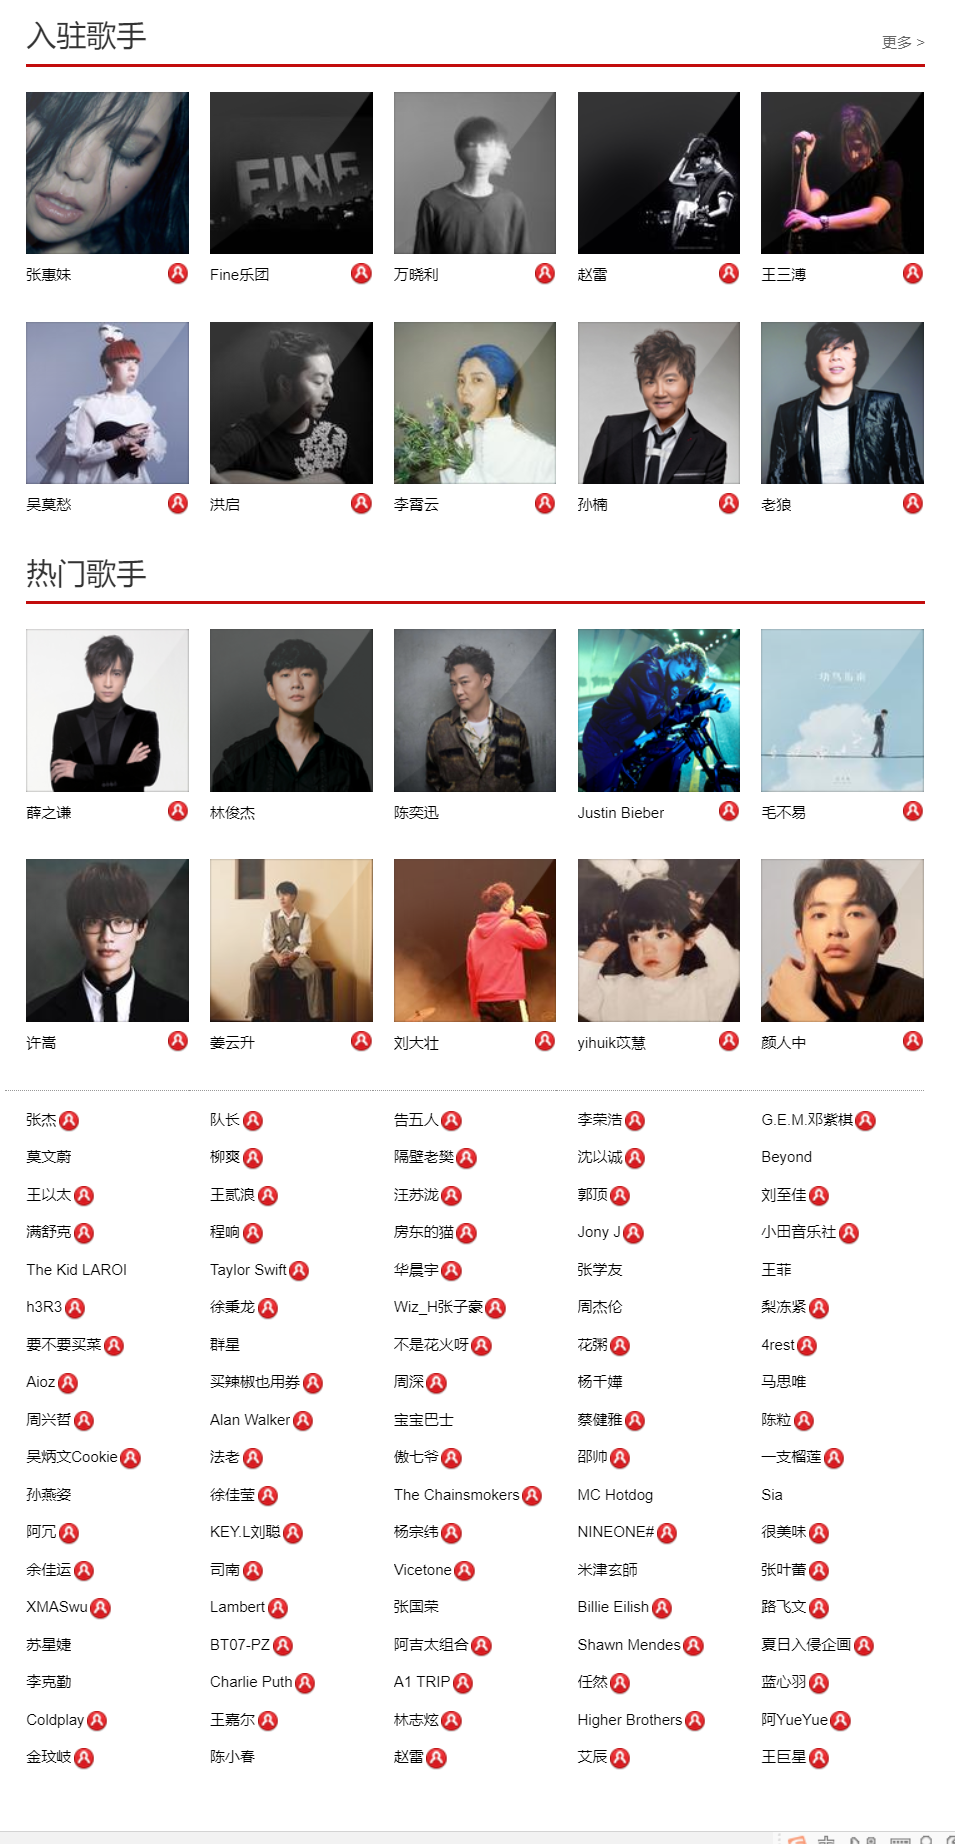 入驻歌手 更多 >
FINE
张惠妹 Fine乐团 万晓利 赵雷 王三溥
吴莫愁 洪启 李霄云 孙楠 老狼
热门歌手
薛之谦 林俊杰 陈奕迅 Justin Bieber 毛不易
许嵩 姜云升 刘大壮 yihuik苡慧 颜人中
张杰 队长 告五人 李荣浩 G.E.M.邓紫棋
莫文蔚 柳爽 隔壁老樊 沈以诚 Beyond
王以太 王贰浪 汪苏泷 郭顶 刘至佳
满舒克 程响 房东的猫 Jony J 小田音乐社
The Kid LAROI Taylor Swift 华晨宇 张学友 王菲
h3R3 徐秉龙 Wiz_H张子豪 周杰伦 梨冻紧
要不要买菜 群星 不是花火呀 花粥 4rest
Aioz 买辣椒也用券 周深 杨千嬅 马思唯
周兴哲 Alan Walker 宝宝巴士 蔡健雅 陈粒
吴炳文Cookie 法老 傲七爷 邵帅 一支榴莲
孙燕姿 徐佳莹 The Chainsmokers MC Hotdog Sia
阿冗 KEY.L刘聪 杨宗纬 NINEONE# 很美味
余佳运 司南 Vicetone 米津玄師 张叶蕾
XMASwu Lambert 张国荣 Billie Eilish 路飞文
苏星婕 BT07-PZ 阿吉太组合 Shawn Mendes 夏日入侵企画
李克勤 Charlie Puth A1 TRIP 任然 蓝心羽
Coldplay 王嘉尔 林志炫 Higher Brothers 阿YueYue
金玟岐 陈小春 赵雷 艾辰 王巨星